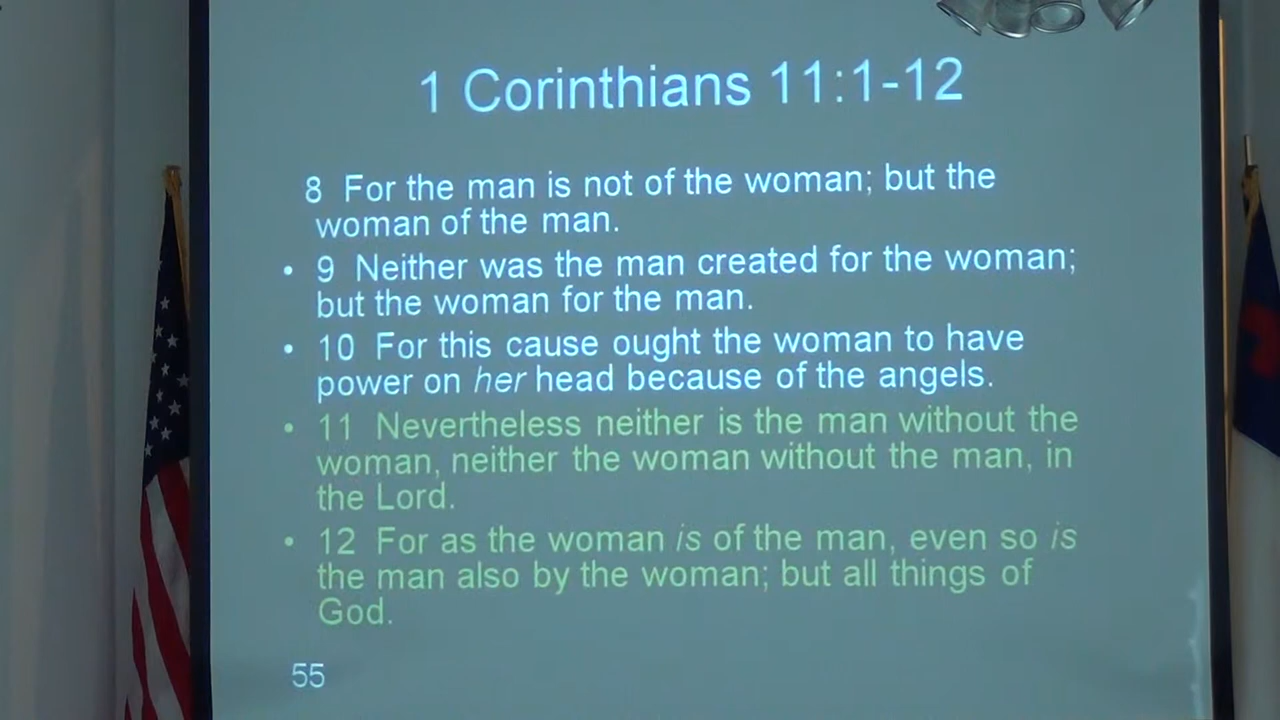 1 Corinthians 11:1-12
8 For the man is not of the woman; but the
woman of the man.
• 9 Neither was the man created for the woman;
but the woman for the man.
• 10 For this cause ought the woman to have
power on her head because of the angels.
• 11 Nevertheless neither is the man without the
woman, neither the woman without the man, in
the Lord.
• 12 For as the woman is of the man, even so is
the man also by the woman; but all things of
God.
55